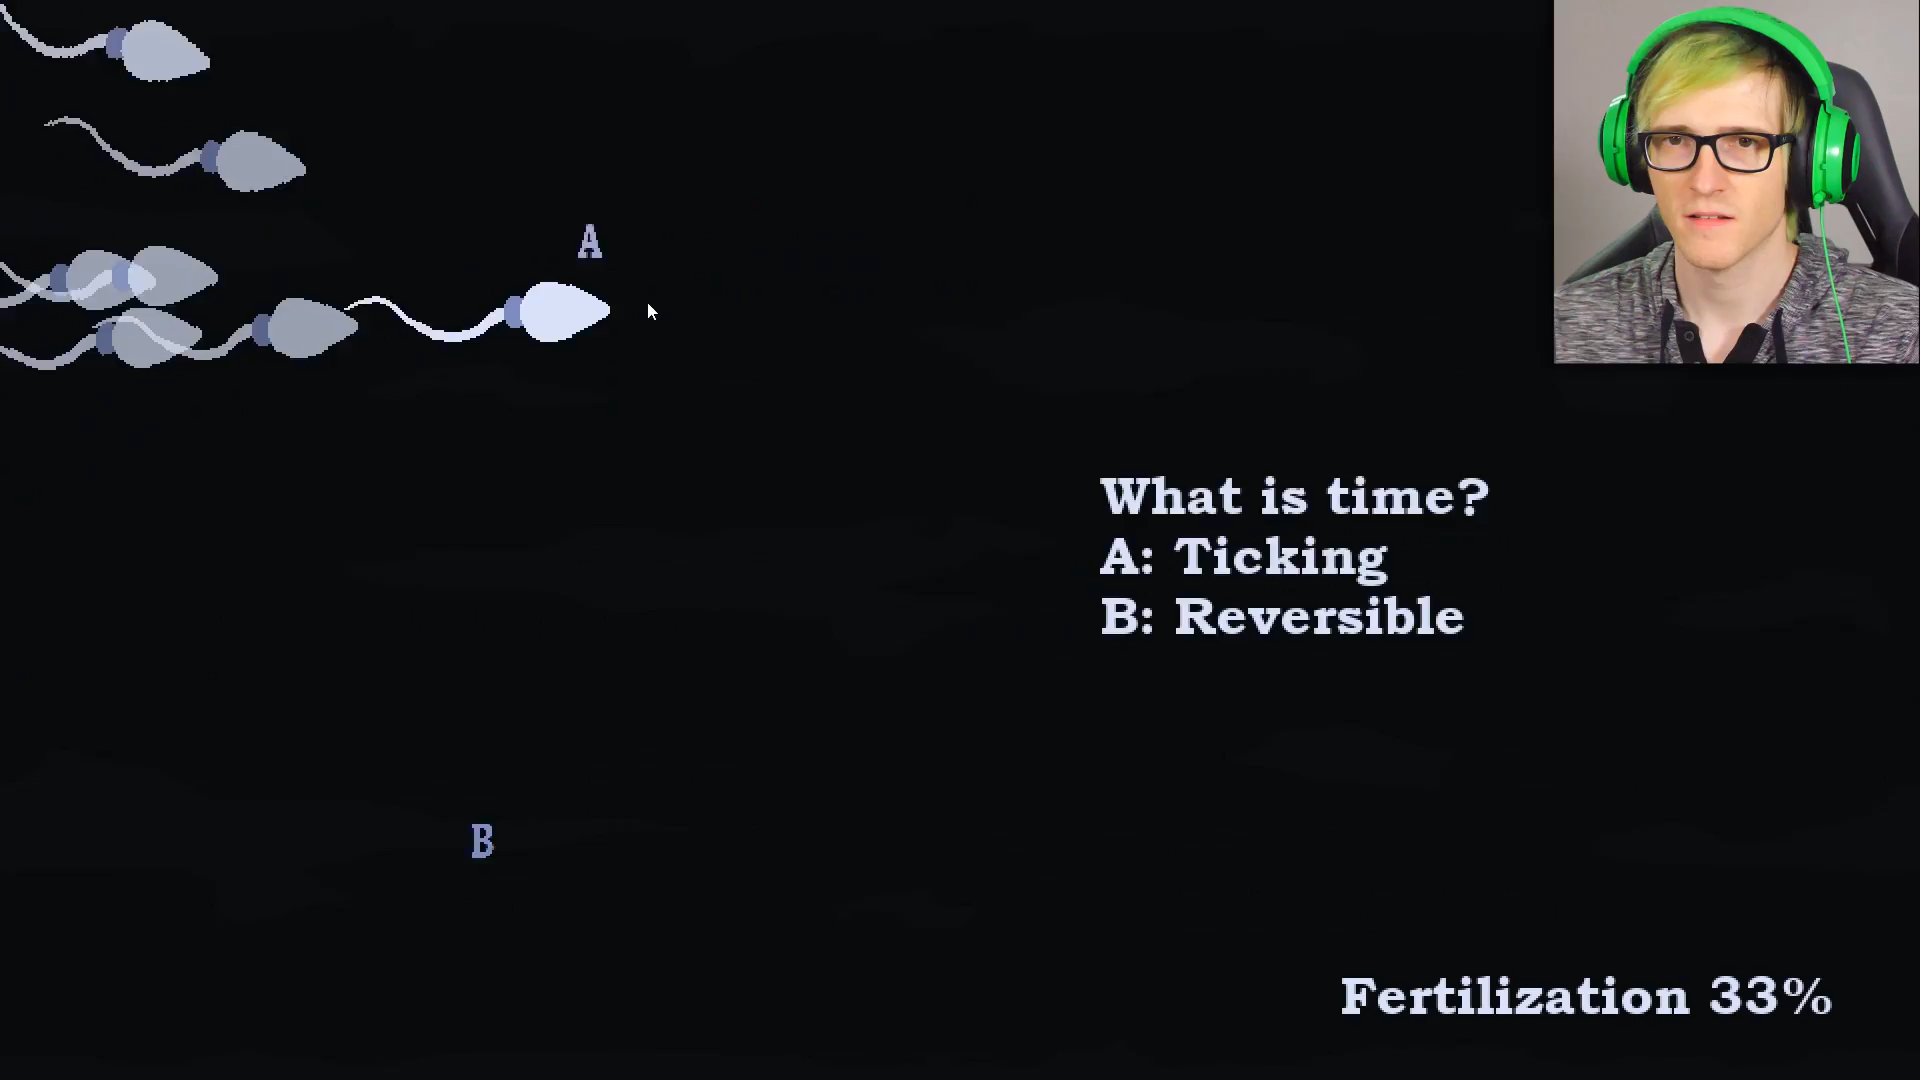 A
What is time?
A: Ticking
B: Reversible
B
Fertilization 33%